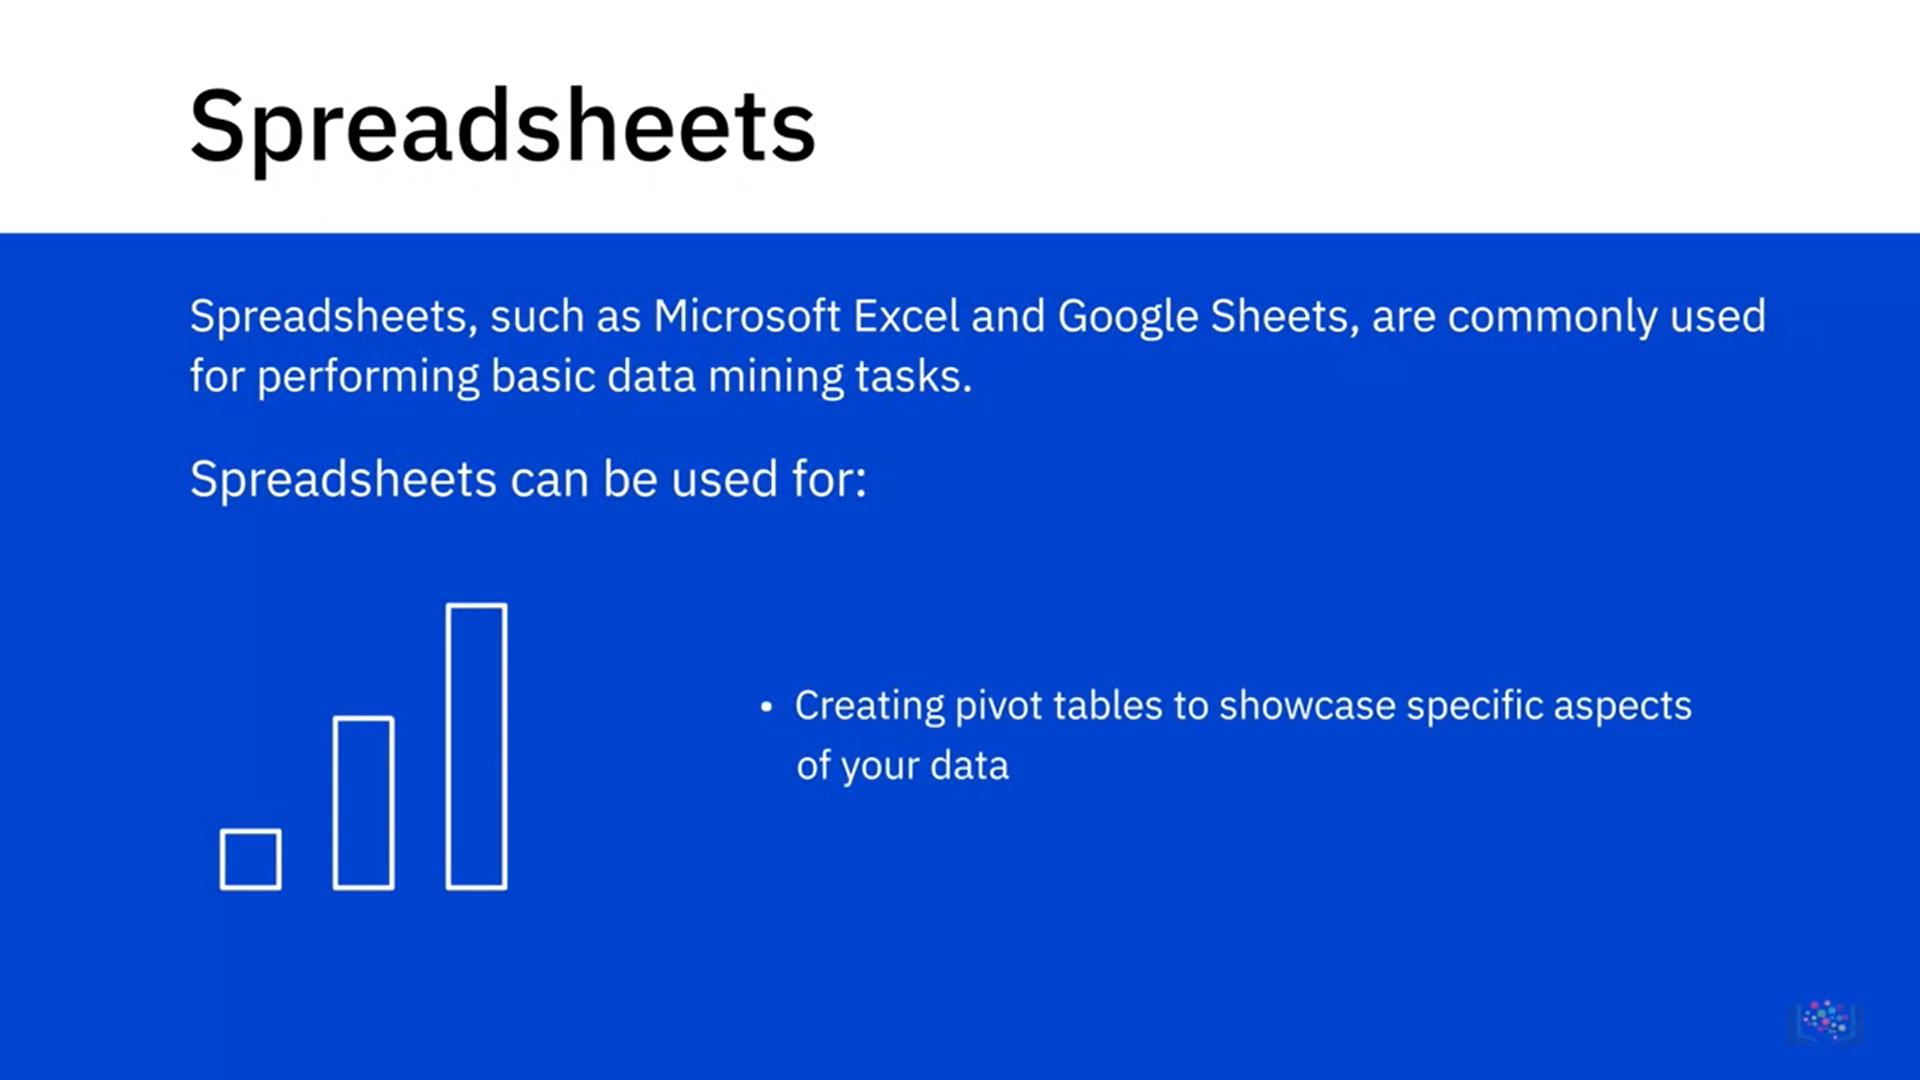 Spreadsheets
Spreadsheets, such as Microsoft Excel and Google Sheets, are commonly used
for performing basic data mining tasks.
Spreadsheets can be used for:
• Creating pivot tables to showcase specific aspects
of your data